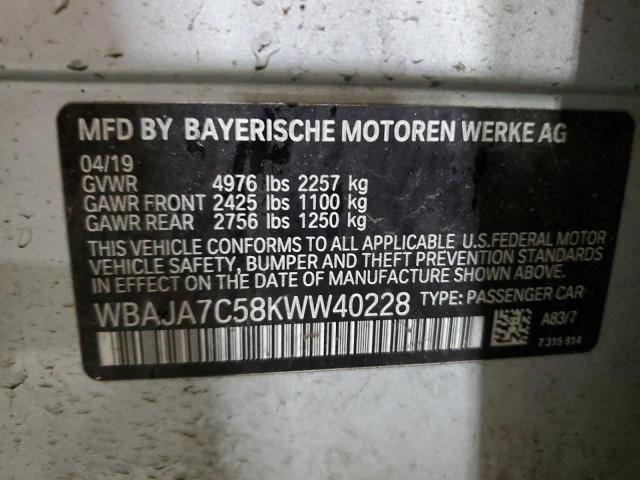 MFD BY BAYERISCHE MOTOREN WERKE AG
04/19
GVWR 4976 lbs 2257 kg
GAWR FRONT 2425 lbs 1100 kg
GAWR REAR 2756 lbs 1250 kg
THIS VEHICLE CONFORMS TO ALL APPLICABLE U.S.FEDERAL MOTOR
VEHICLE SAFETY, BUMPER AND THEFT PREVENTION STANDARDS
IN EFFECT ON THE DATE OF MANUFACTURE SHOWN ABOVE.
WBAJA7C58KWW40228 TYPE: PASSENGER CAR
A83/7
7 315 914